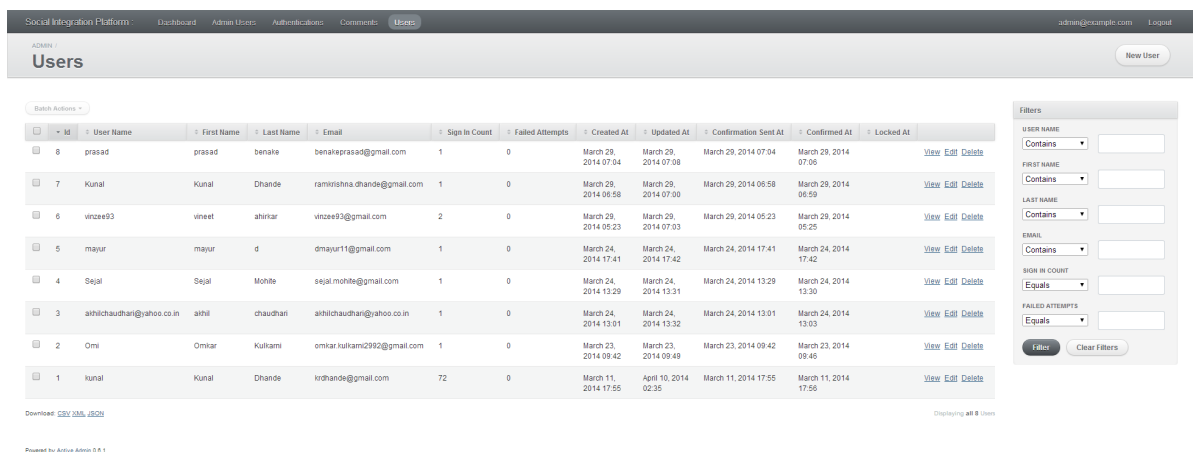 Social Integration Platform : Dashboard Admin Users Authentications Comments Users admin@example.com Logout
ADMIN /
Users
New User
Batch Actions
Id User Name First Name Last Name Email Sign In Count Failed Attempts Created At Updated At Confirmation Sent At Confirmed At Locked At
8 prasad prasad benake benakeprasad@gmail.com 1 0 March 29, 2014 07:04 March 29, 2014 07:08 March 29, 2014 07:04 March 29, 2014 07:06 View Edit Delete
7 Kunal Kunal Dhande ramkrishna.dhande@gmail.com 1 0 March 29, 2014 06:58 March 29, 2014 07:00 March 29, 2014 06:58 March 29, 2014 06:59 View Edit Delete
6 vinzee93 vineet ahirkar vinzee93@gmail.com 2 0 March 29, 2014 05:23 March 29, 2014 07:03 March 29, 2014 05:23 March 29, 2014 05:25 View Edit Delete
5 mayur mayur d dmayur11@gmail.com 1 0 March 24, 2014 17:41 March 24, 2014 17:42 March 24, 2014 17:41 March 24, 2014 17:42 View Edit Delete
4 Sejal Sejal Mohite sejal.mohite@gmail.com 1 0 March 24, 2014 13:29 March 24, 2014 13:31 March 24, 2014 13:29 March 24, 2014 13:30 View Edit Delete
3 akhilchaudhari@yahoo.co.in akhil chaudhari akhilchaudhari@yahoo.co.in 1 0 March 24, 2014 13:01 March 24, 2014 13:32 March 24, 2014 13:01 March 24, 2014 13:03 View Edit Delete
2 Omi Omkar Kulkarni omkar.kulkarni2992@gmail.com 1 0 March 23, 2014 09:42 March 23, 2014 09:49 March 23, 2014 09:42 March 23, 2014 09:46 View Edit Delete
1 kunal Kunal Dhande krdhande@gmail.com 72 0 March 11, 2014 17:55 April 10, 2014 02:35 March 11, 2014 17:55 March 11, 2014 17:56 View Edit Delete
Download: CSV XML JSON
Displaying all 8 Users
Filters
USER NAME
Contains
FIRST NAME
Contains
LAST NAME
Contains
EMAIL
Contains
SIGN IN COUNT
Equals
FAILED ATTEMPTS
Equals
Filter Clear Filters
Powered by Active Admin 0.6.1